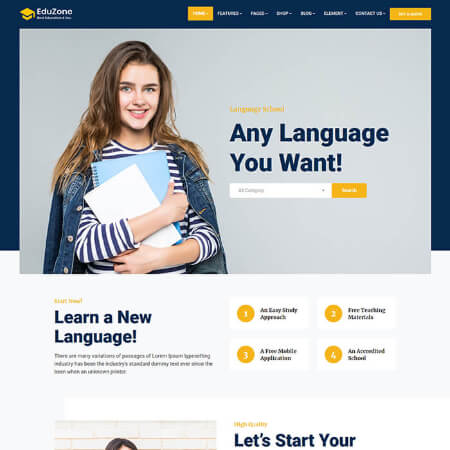 EduZone
Best Education & Uni.
HOME
FEATURES
PAGES
SHOP
BLOG
ELEMENT
CONTACT US
Language School
Any Language
You Want!
All Category
Search
Start Now!
Learn a New
Language!
There are many variations of passages of Lorem Ipsum typesetting
industry has been the industry's standard dummy text ever since the
been when an unknown printer.
1
An Easy Study
Approach
2
Free Teaching
Materials
3
A Free Mobile
Application
4
An Accredited
School
High Quality
Let's Start Your